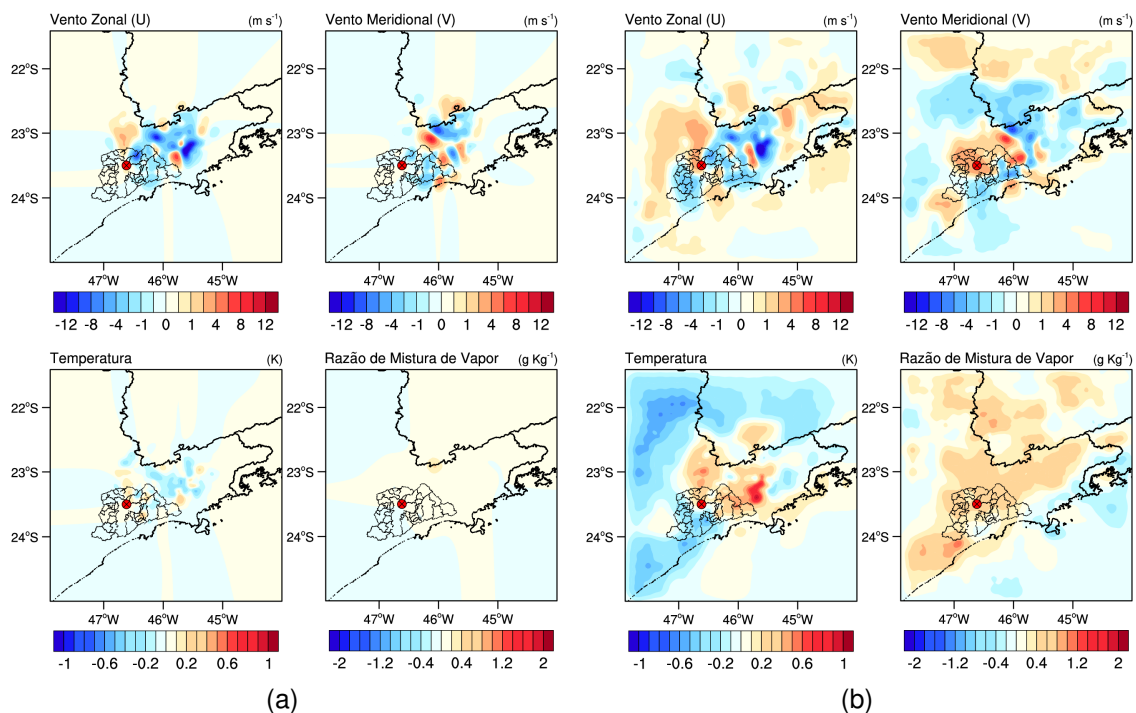 Vento Zonal (U) (m s⁻¹) Vento Meridional (V) (m s⁻¹) Vento Zonal (U) (m s⁻¹) Vento Meridional (V) (m s⁻¹)
22°S 22°S
23°S 23°S
24°S 24°S
47°W 46°W 45°W 47°W 46°W 45°W 47°W 46°W 45°W 47°W 46°W 45°W
-12 -8 -4 -1 0 1 4 8 12 -12 -8 -4 -1 0 1 4 8 12 -12 -8 -4 -1 0 1 4 8 12 -12 -8 -4 -1 0 1 4 8 12
Temperatura (K) Razão de Mistura de Vapor (g Kg⁻¹) Temperatura (K) Razão de Mistura de Vapor (g Kg⁻¹)
22°S 22°S
23°S 23°S
24°S 24°S
47°W 46°W 45°W 47°W 46°W 45°W 47°W 46°W 45°W 47°W 46°W 45°W
-1 -0.6 -0.2 0.2 0.6 1 -2 -1.2 -0.4 0.4 1.2 2 -1 -0.6 -0.2 0.2 0.6 1 -2 -1.2 -0.4 0.4 1.2 2
(a) (b)